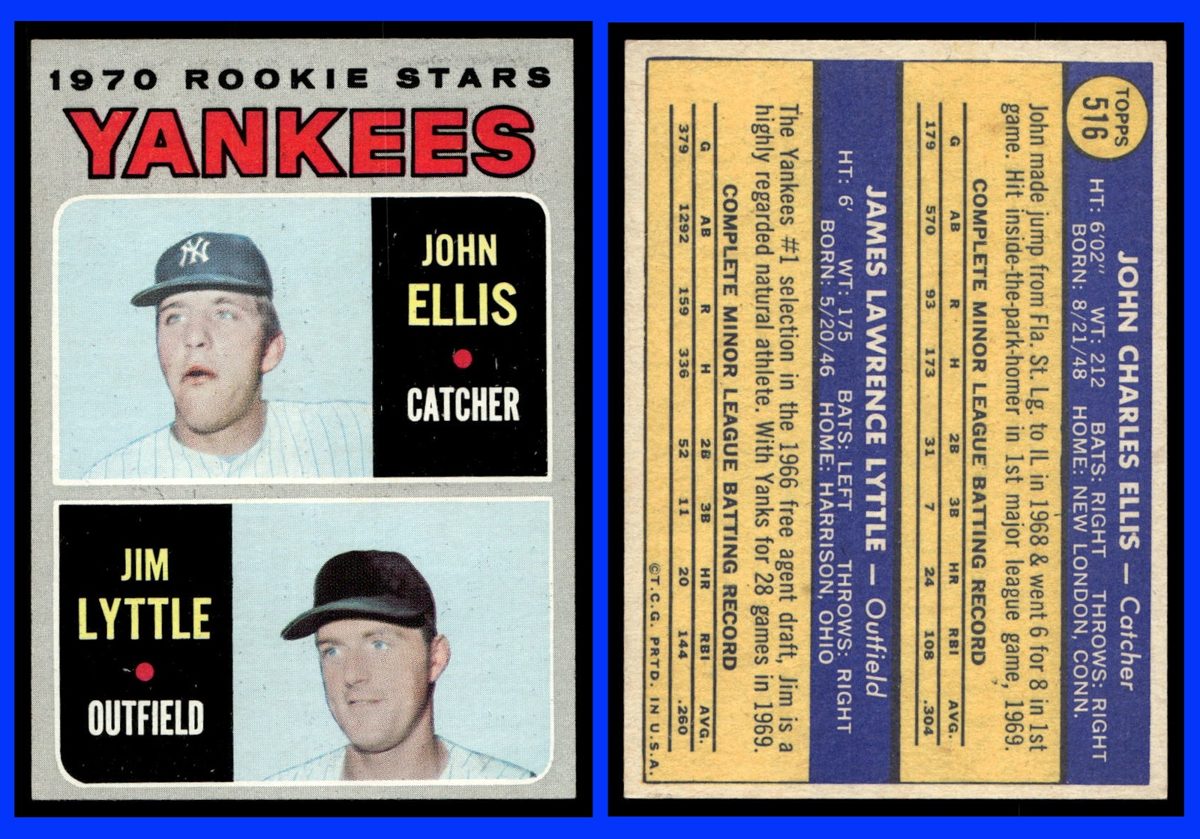 1970 ROOKIE STARS
YANKEES
JOHN
ELLIS
CATCHER
NY
JIM
LYTTLE
OUTFIELD
TOPPS
516
JOHN CHARLES ELLIS — Catcher
HT: 6'02" WT: 212 BATS: RIGHT THROWS: RIGHT
BORN: 8/21/48 HOME: NEW LONDON, CONN.
John made jump from Fla. St. Lg. to IL in 1968 & went 6 for 8 in 1st
game. Hit inside-the-park-homer in 1st major league game, 1969.
COMPLETE MINOR LEAGUE BATTING RECORD
G AB R H 2B 3B HR RBI AVG.
179 570 93 173 31 7 24 108 .304
JAMES LAWRENCE LYTTLE — Outfield
HT: 6' WT: 175 BATS: LEFT THROWS: RIGHT
BORN: 5/20/46 HOME: HARRISON, OHIO
The Yankees #1 selection in the 1966 free agent draft, Jim is a
highly regarded natural athlete. With Yanks for 28 games in 1969.
COMPLETE MINOR LEAGUE BATTING RECORD
G AB R H 2B 3B HR RBI AVG.
379 1292 159 336 52 11 20 144 .260
©T.C.G. PRTD. IN U.S.A.